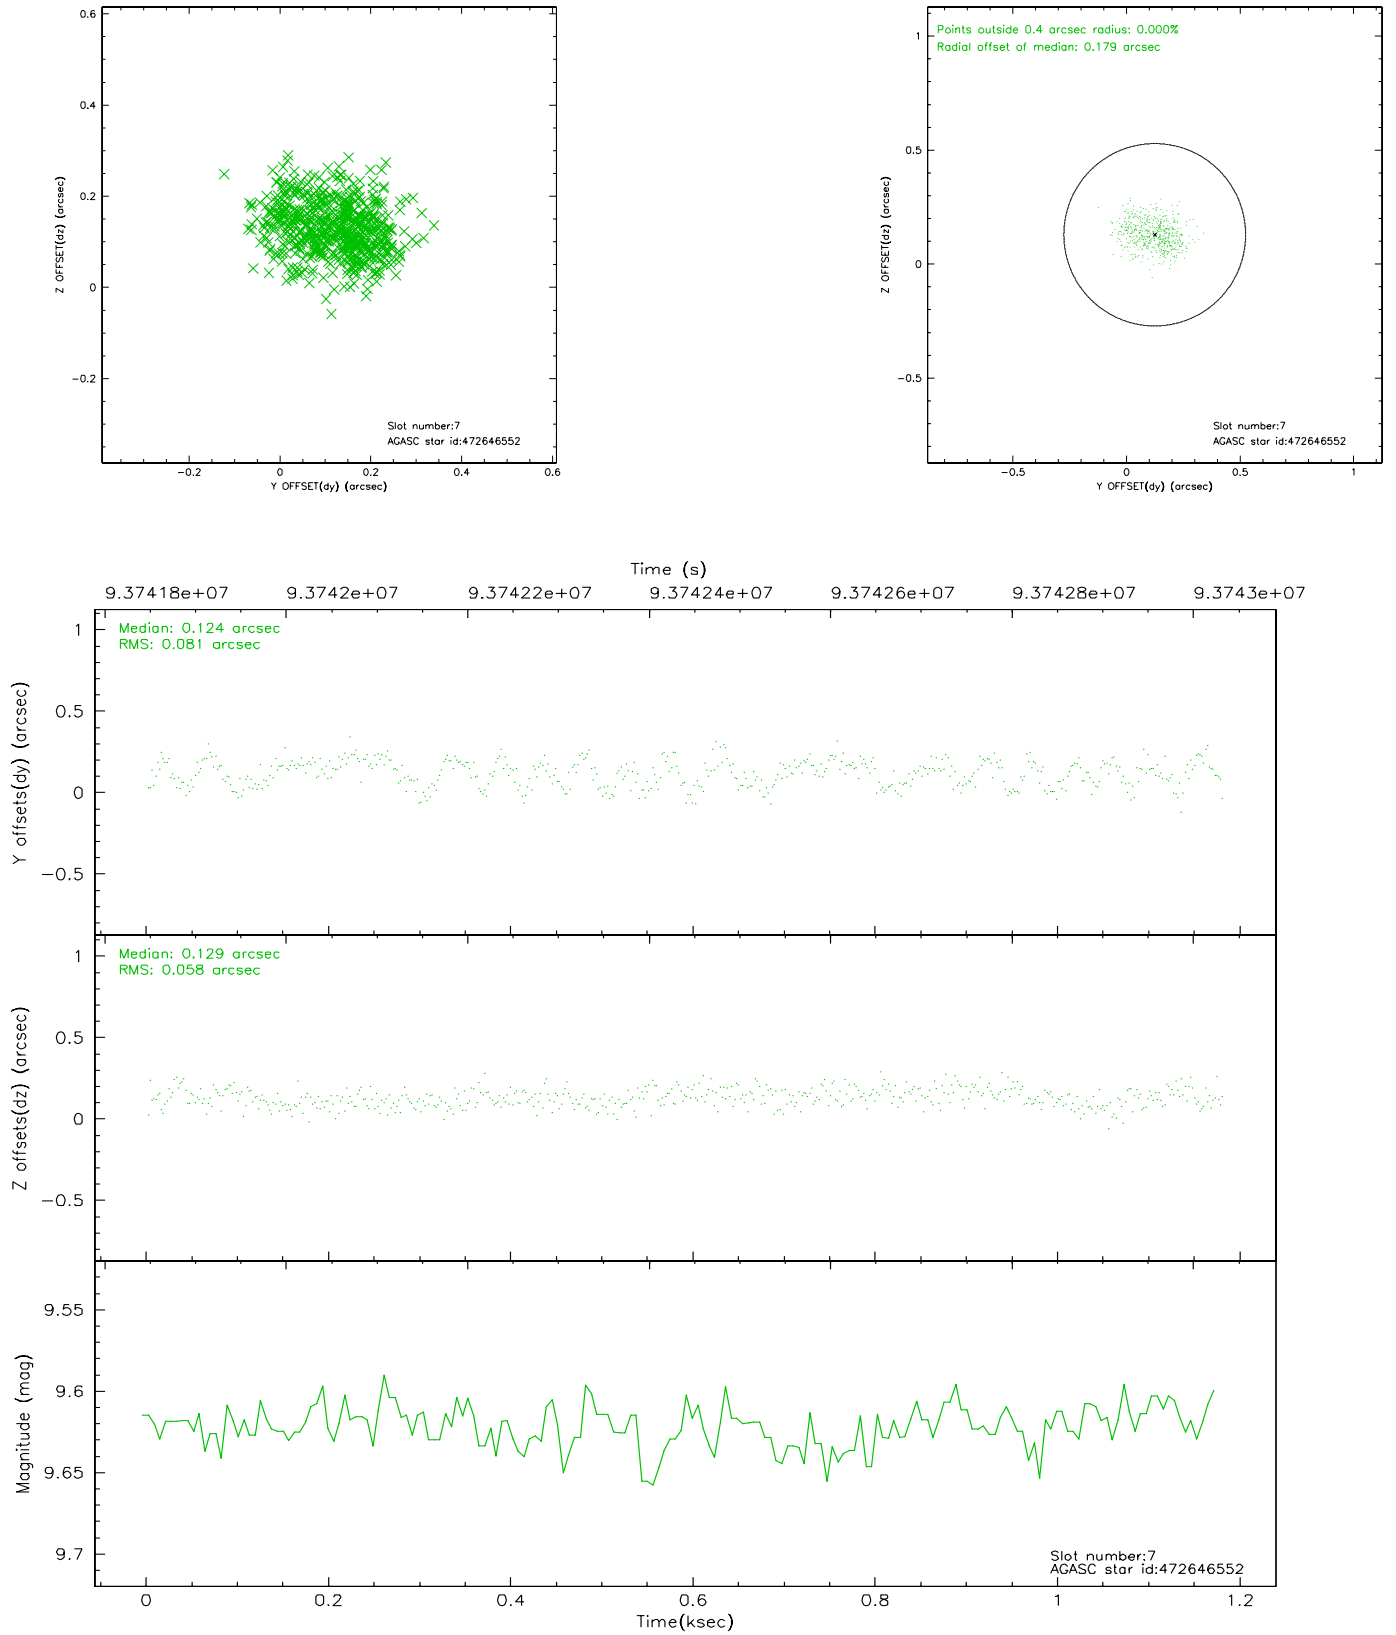 0.6
0.4
0.2
0
−0.2
Z OFFSET(dz) (arcsec)
Slot number:7
AGASC star id:472646552
−0.2 0 0.2 0.4 0.6
Y OFFSET(dy) (arcsec)
Points outside 0.4 arcsec radius: 0.000%
Radial offset of median: 0.179 arcsec
1
0.5
0
−0.5
Z OFFSET(dz) (arcsec)
Slot number:7
AGASC star id:472646552
−0.5 0 0.5 1
Y OFFSET(dy) (arcsec)
Time (s)
9.37418e+07 9.3742e+07 9.37422e+07 9.37424e+07 9.37426e+07 9.37428e+07 9.3743e+07
Median: 0.124 arcsec
RMS: 0.081 arcsec
1
0.5
0
−0.5
Y offsets(dy) (arcsec)
Median: 0.129 arcsec
RMS: 0.058 arcsec
1
0.5
0
−0.5
Z offsets(dz) (arcsec)
9.55
9.6
9.65
9.7
Magnitude (mag)
Slot number:7
AGASC star id:472646552
0 0.2 0.4 0.6 0.8 1 1.2
Time(ksec)